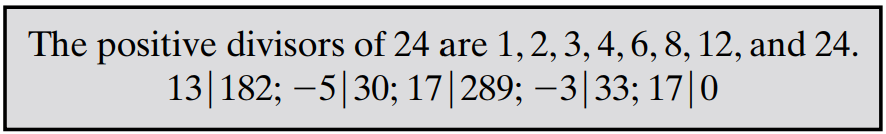 The positive divisors of 24 are 1, 2, 3, 4, 6, 8, 12, and 24.
13|182; −5|30; 17|289; −3|33; 17|0